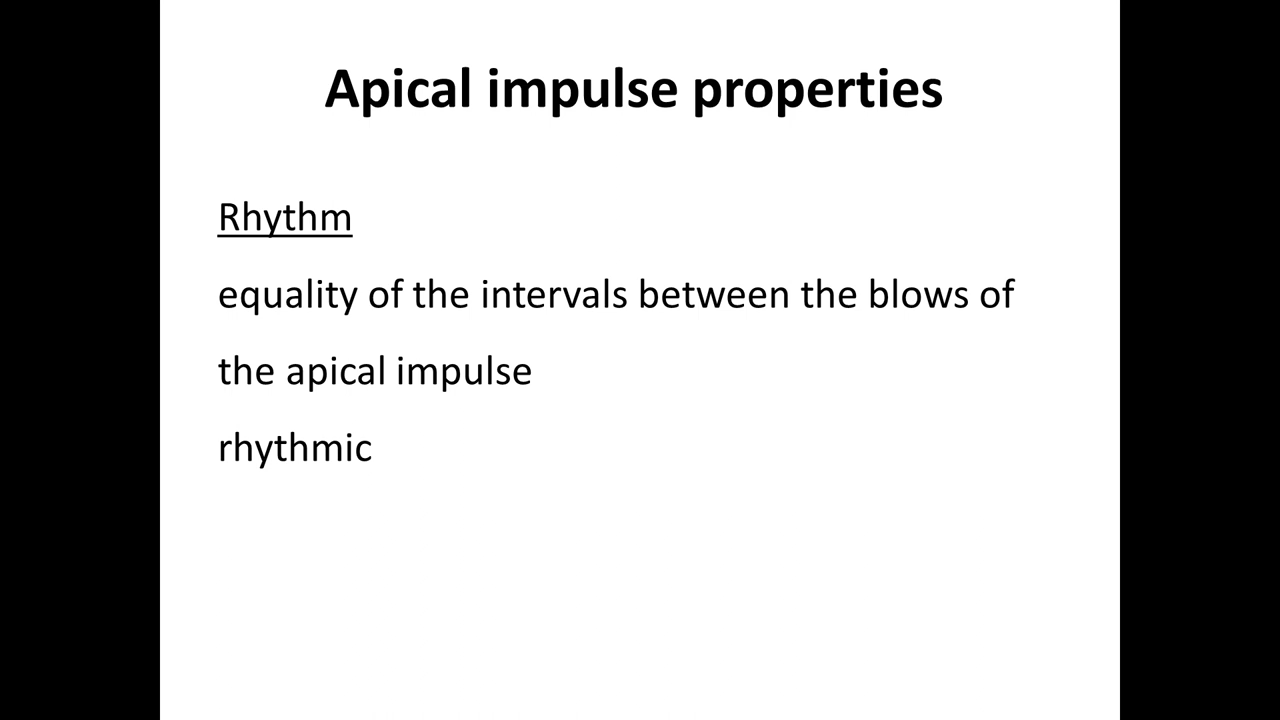 Apical impulse properties
Rhythm
equality of the intervals between the blows of
the apical impulse
rhythmic